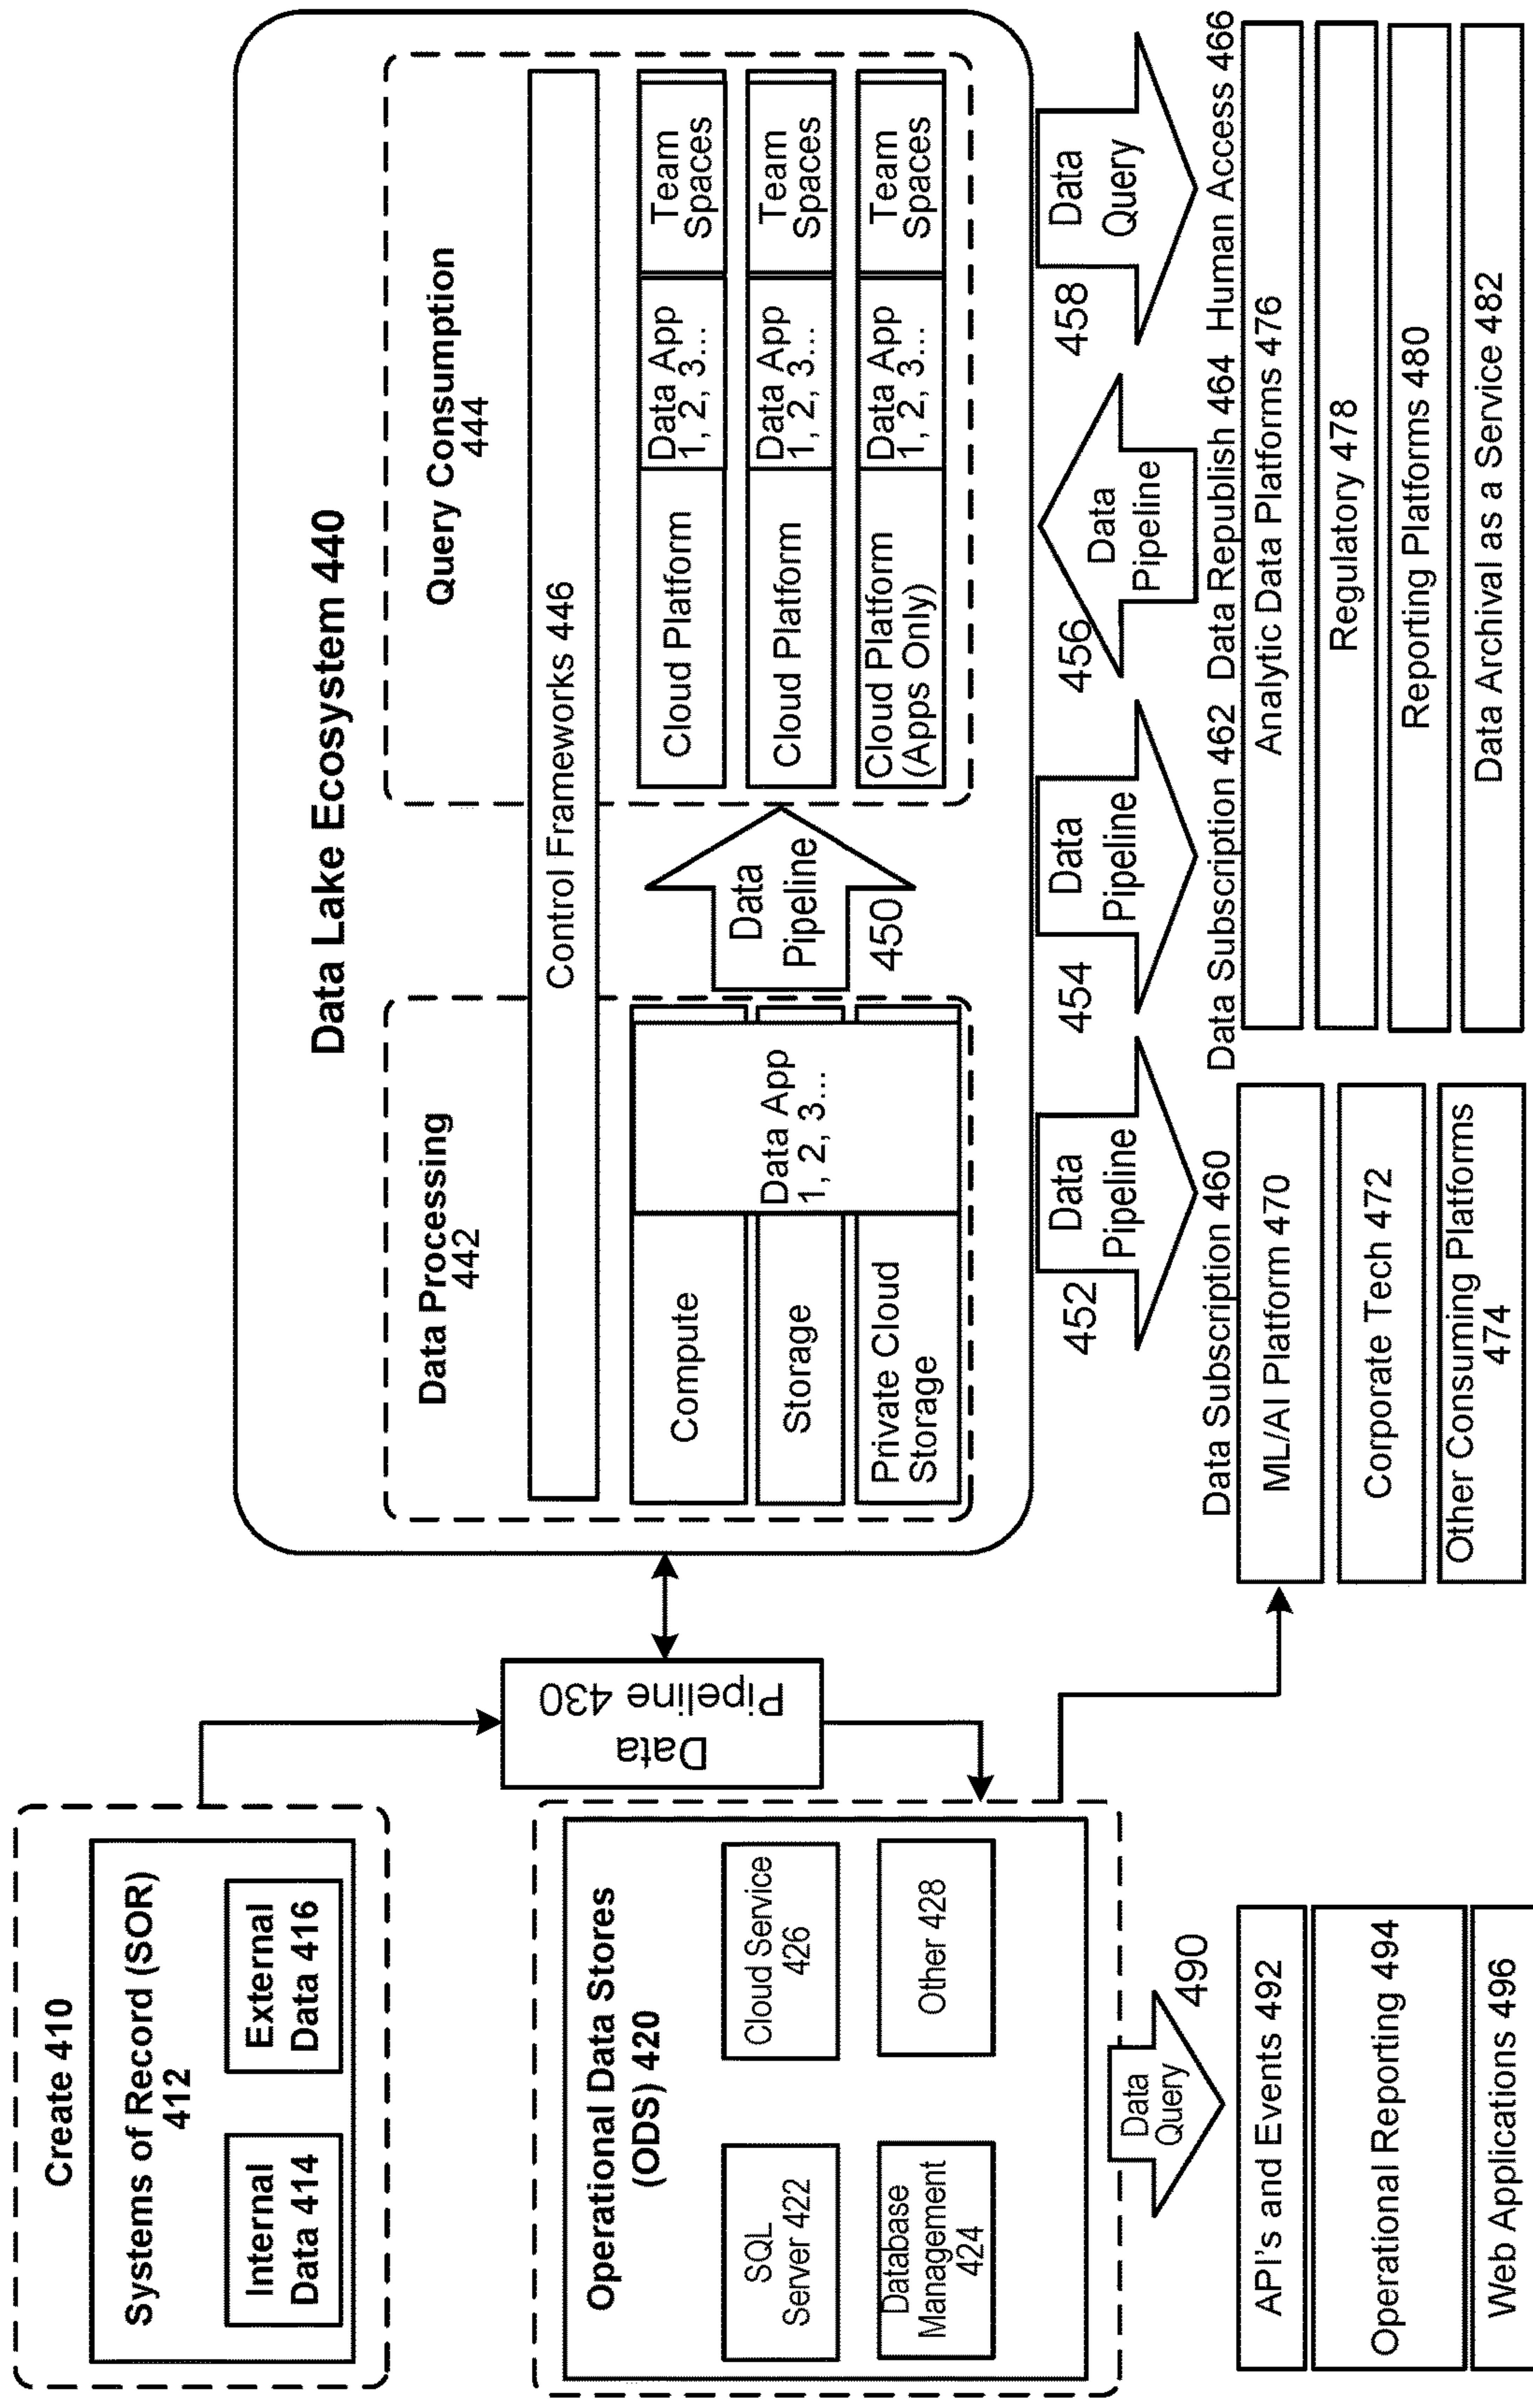 Create 410
Systems of Record (SOR)
412
Internal
Data 414
External
Data 416
Operational Data Stores
(ODS) 420
SQL
Server 422
Cloud Service
426
Database
Management
424
Other 428
Data
Query
490
API's and Events 492
Operational Reporting 494
Web Applications 496
Data
Pipeline 430
Data Lake Ecosystem 440
Data Processing
442
Query Consumption
444
Control Frameworks 446
Compute
Storage
Private Cloud
Storage
Data App
1, 2, 3...
Data
Pipeline
450
Cloud Platform
Data App
1, 2, 3...
Team
Spaces
Cloud Platform
Data App
1, 2, 3...
Team
Spaces
Cloud Platform
(Apps Only)
Data App
1, 2, 3...
Team
Spaces
452
Data
Pipeline
454
Data
Pipeline
456
Data
Pipeline
458
Data
Query
Data Subscription 460
Data Subscription 462
Data Republish 464
Human Access 466
ML/AI Platform 470
Corporate Tech 472
Other Consuming Platforms
474
Analytic Data Platforms 476
Regulatory 478
Reporting Platforms 480
Data Archival as a Service 482